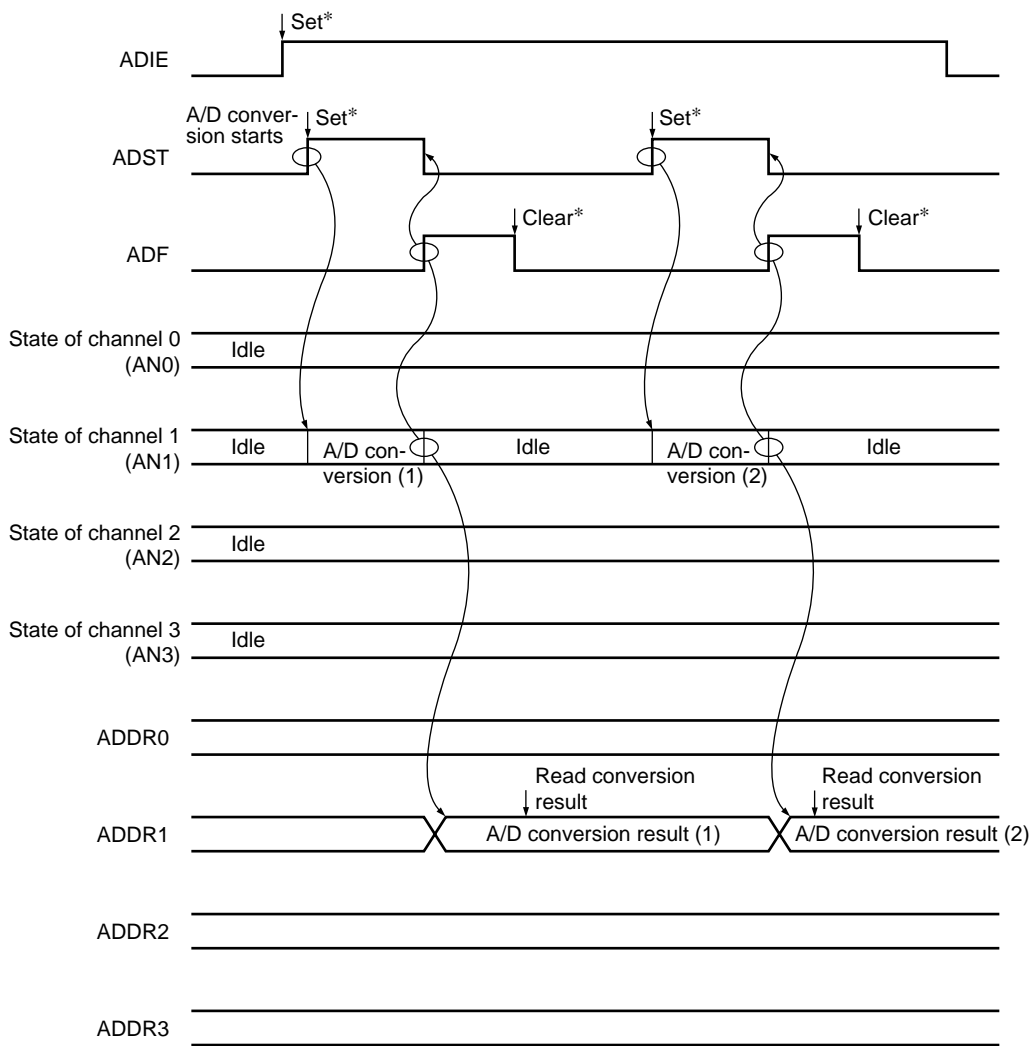 Set*
ADIE
A/D conver-
sion starts
Set*
Set*
ADST
Clear*
Clear*
ADF
State of channel 0
(AN0)
Idle
State of channel 1
(AN1)
Idle
A/D con-
version (1)
Idle
A/D con-
version (2)
Idle
State of channel 2
(AN2)
Idle
State of channel 3
(AN3)
Idle
ADDR0
Read conversion
result
Read conversion
result
ADDR1
A/D conversion result (1)
A/D conversion result (2)
ADDR2
ADDR3